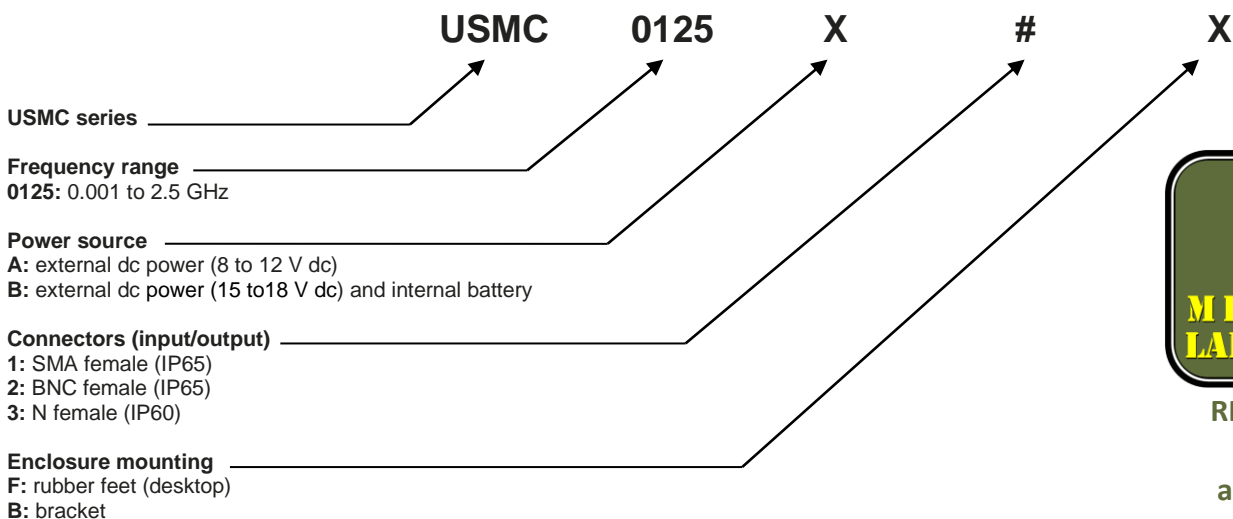 USMC 0125 X # X
USMC series
Frequency range
0125: 0.001 to 2.5 GHz
Power source
A: external dc power (8 to 12 V dc)
B: external dc power (15 to18 V dc) and internal battery
Connectors (input/output)
1: SMA female (IP65)
2: BNC female (IP65)
3: N female (IP60)
Enclosure mounting
F: rubber feet (desktop)
B: bracket